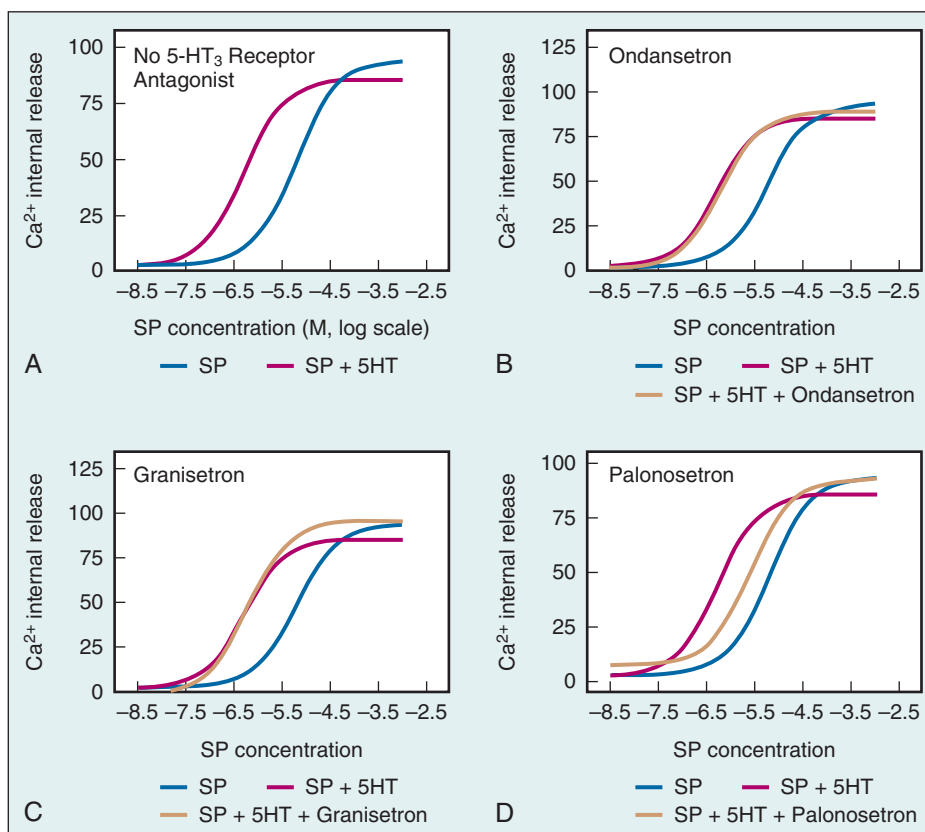 No 5-HT₃ Receptor
Antagonist
100
75
50
25
0
Ca²⁺ internal release
–8.5 –7.5 –6.5 –5.5 –4.5 –3.5 –2.5
SP concentration (M, log scale)
A
SP SP + 5HT
Ondansetron
125
100
75
50
25
0
Ca²⁺ internal release
–8.5 –7.5 –6.5 –5.5 –4.5 –3.5 –2.5
SP concentration
B
SP SP + 5HT
SP + 5HT + Ondansetron
Granisetron
125
100
75
50
25
0
Ca²⁺ internal release
–8.5 –7.5 –6.5 –5.5 –4.5 –3.5 –2.5
SP concentration
C
SP SP + 5HT
SP + 5HT + Granisetron
Palonosetron
100
75
50
25
0
Ca²⁺ internal release
–8.5 –7.5 –6.5 –5.5 –4.5 –3.5 –2.5
SP concentration
D
SP SP + 5HT
SP + 5HT + Palonosetron